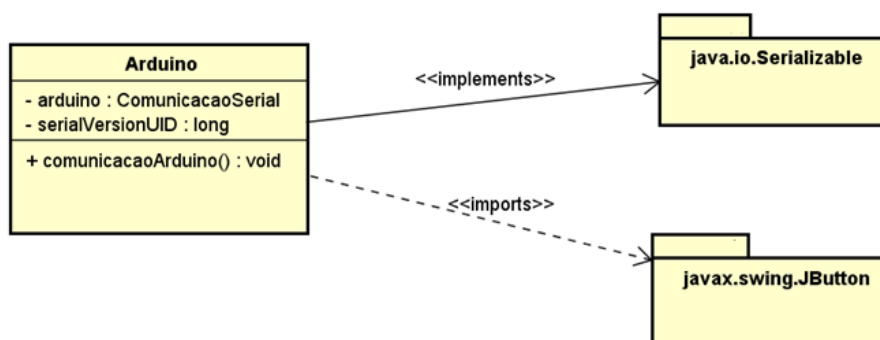 Arduino
- arduino : ComunicacaoSerial
- serialVersionUID : long
+ comunicacaoArduino() : void
<<implements>>
java.io.Serializable
<<imports>>
javax.swing.JButton